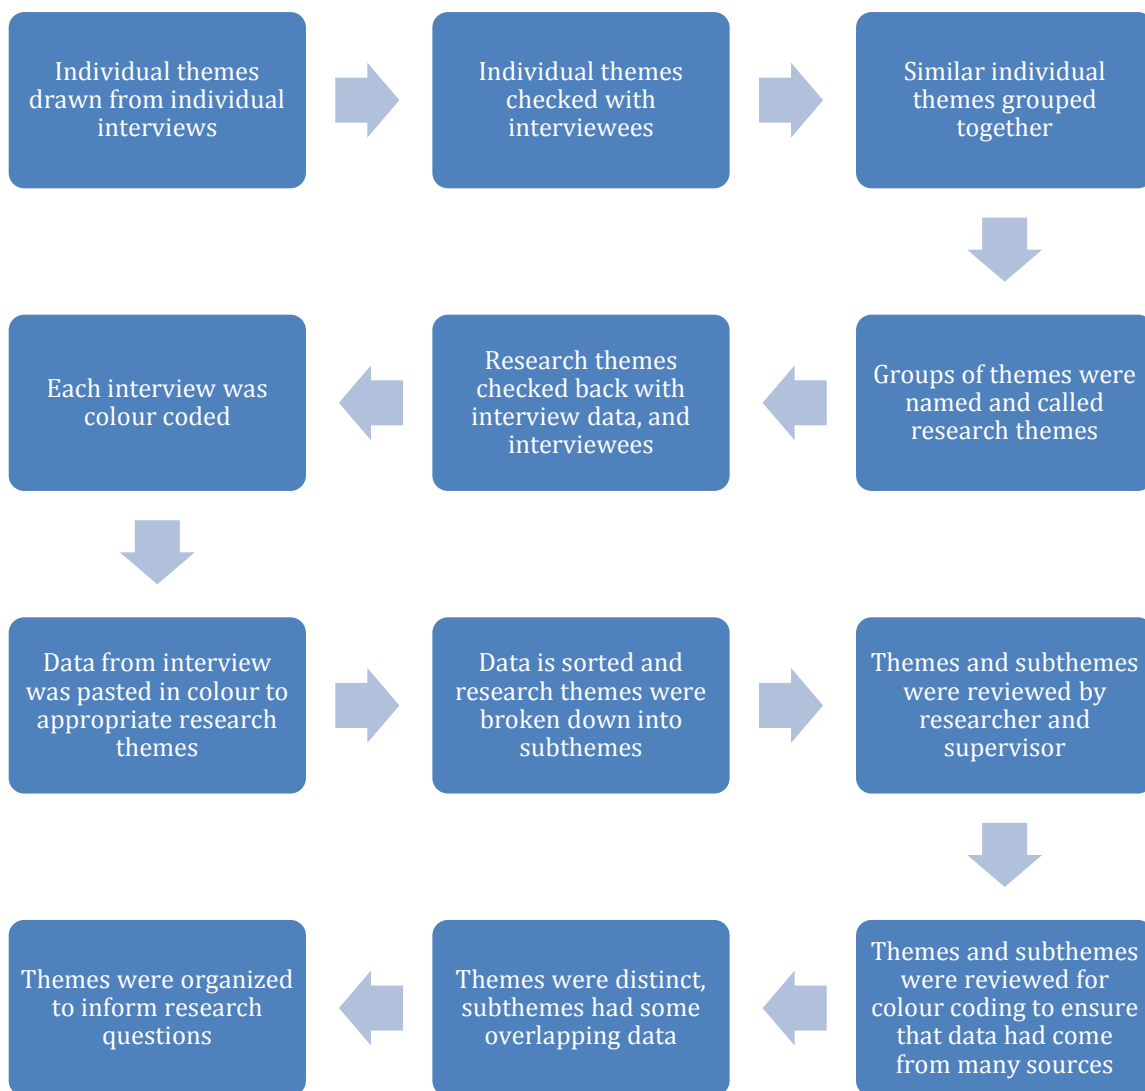 Individual themes
drawn from individual
interviews
Individual themes
checked with
interviewees
Similar individual
themes grouped
together
Groups of themes were
named and called
research themes
Research themes
checked back with
interview data, and
interviewees
Each interview was
colour coded
Data from interview
was pasted in colour to
appropriate research
themes
Data is sorted and
research themes were
broken down into
subthemes
Themes and subthemes
were reviewed by
researcher and
supervisor
Themes and subthemes
were reviewed for
colour coding to ensure
that data had come
from many sources
Themes were distinct,
subthemes had some
overlapping data
Themes were organized
to inform research
questions